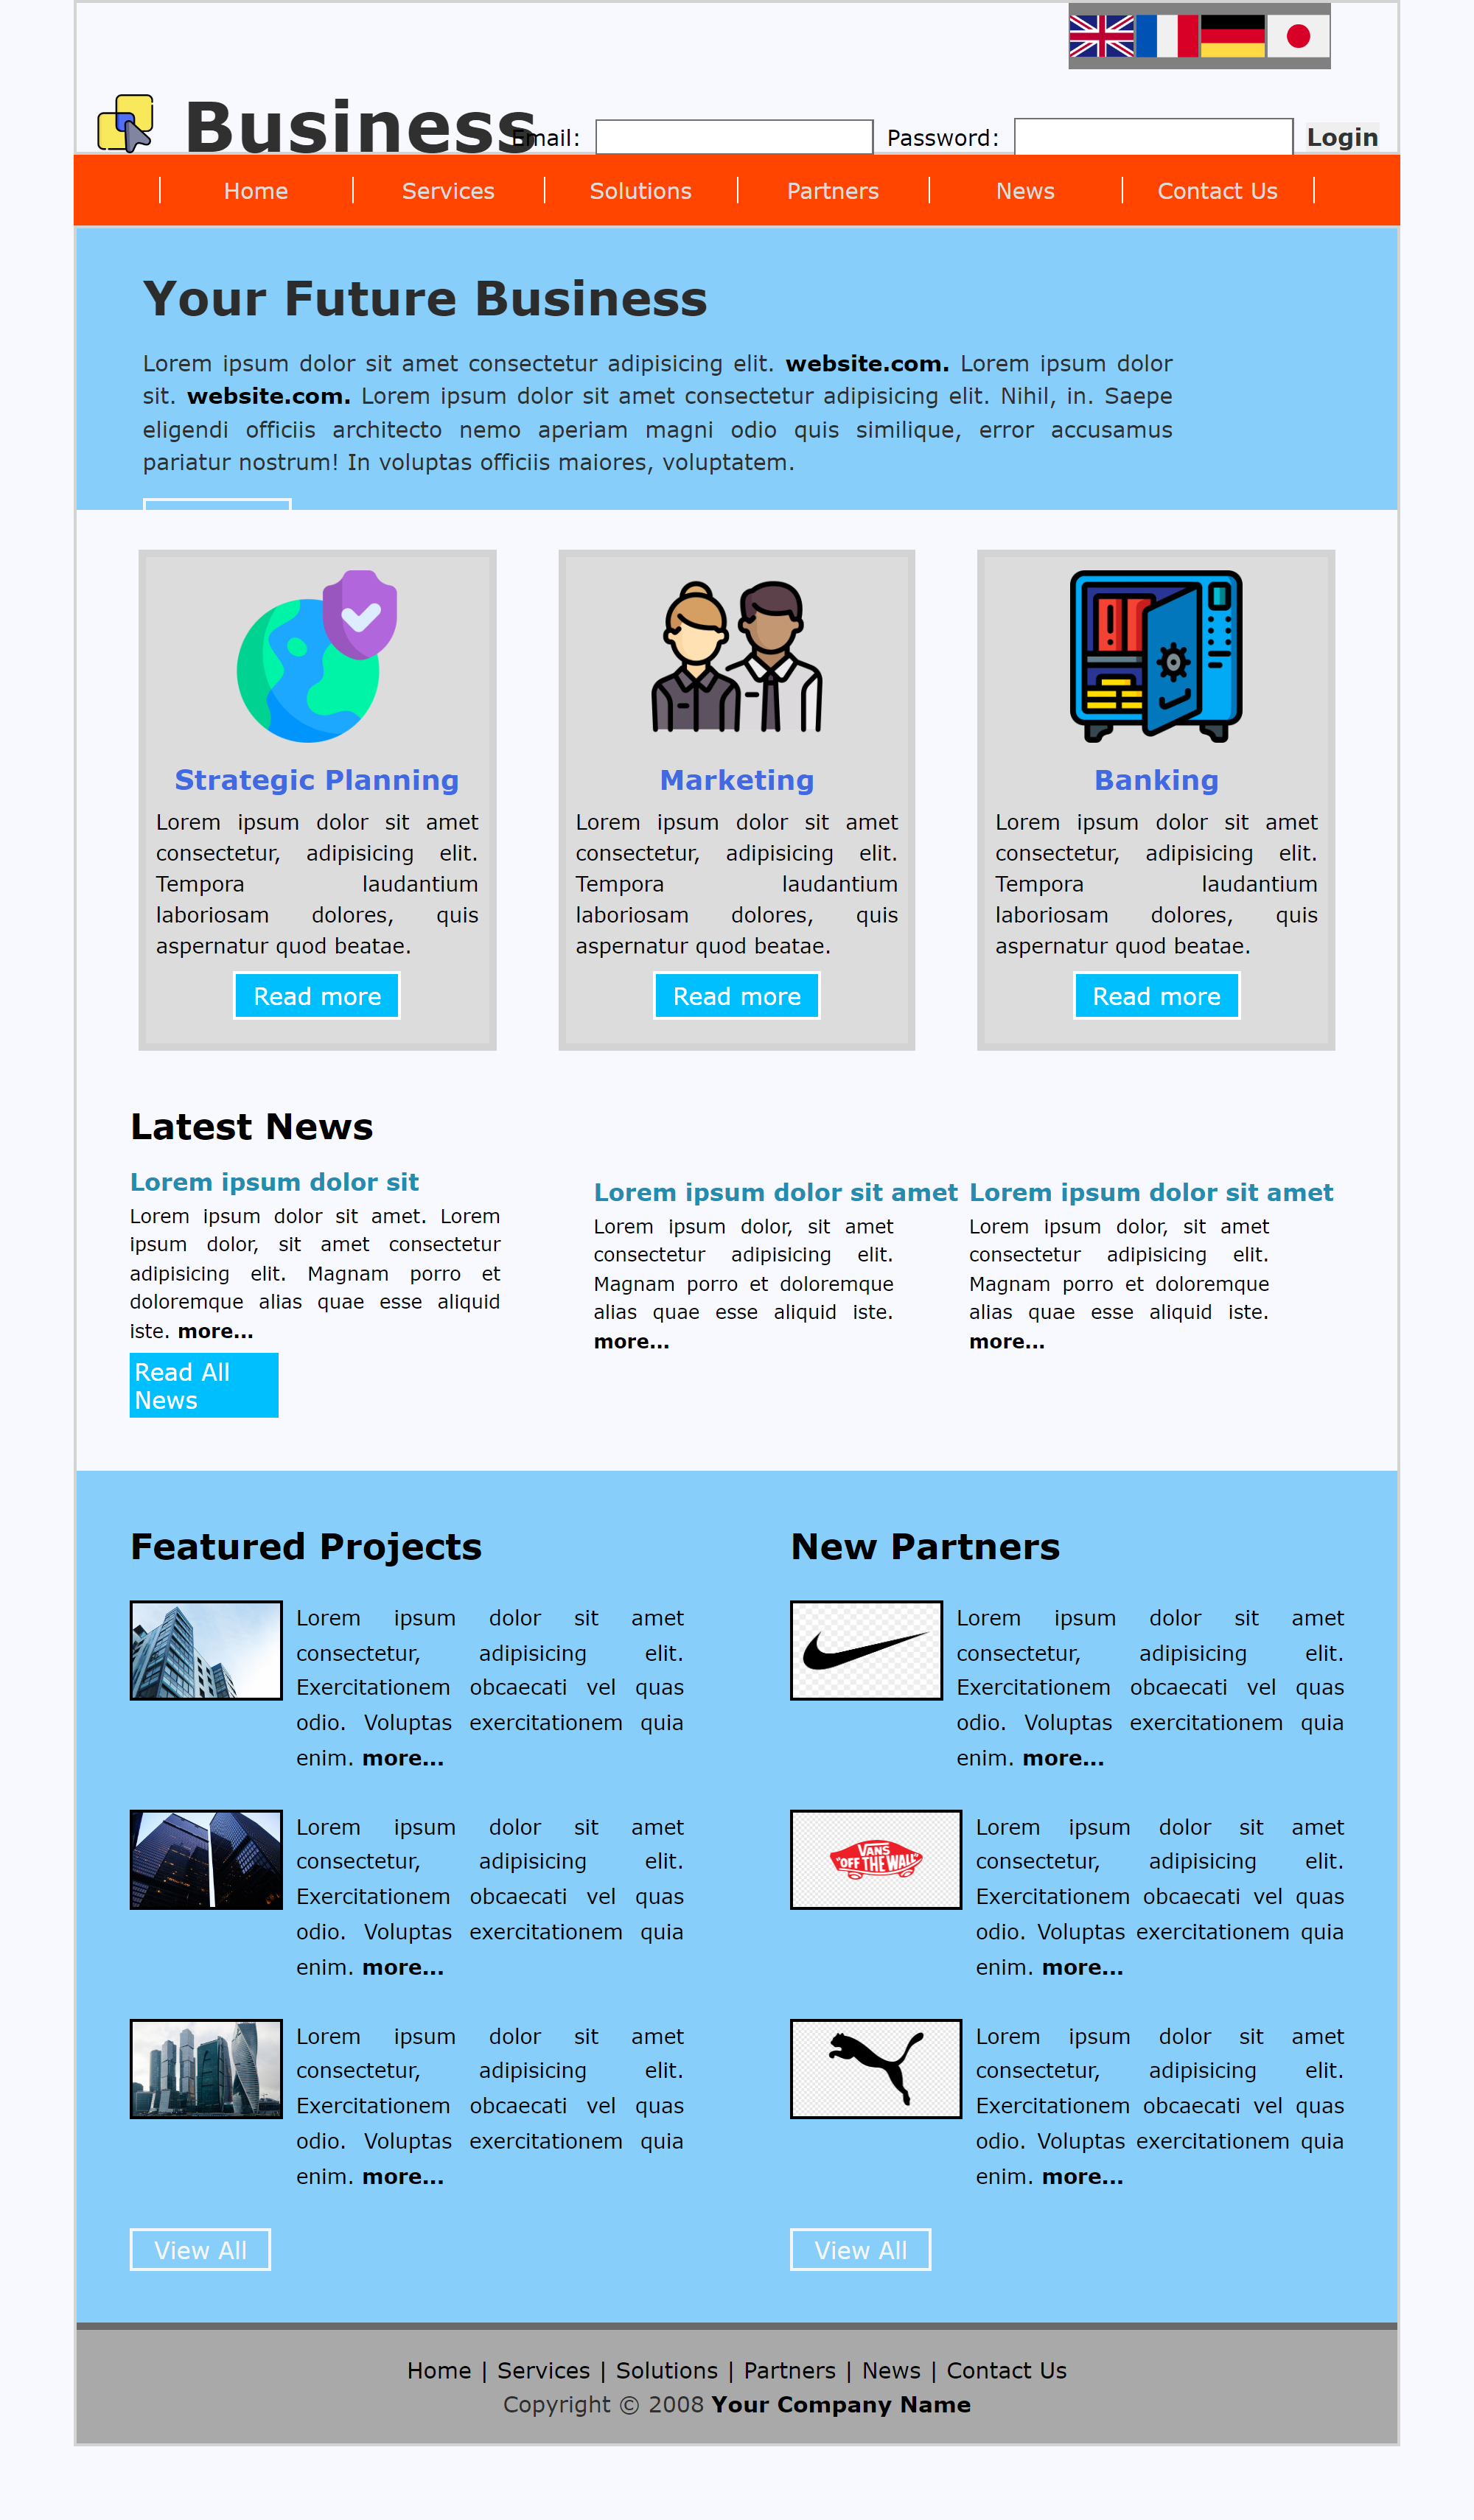 Business
Email:
Password:
Login
Home
Services
Solutions
Partners
News
Contact Us
Your Future Business
Lorem ipsum dolor sit amet consectetur adipisicing elit. website.com. Lorem ipsum dolor
sit. website.com. Lorem ipsum dolor sit amet consectetur adipisicing elit. Nihil, in. Saepe
eligendi officiis architecto nemo aperiam magni odio quis similique, error accusamus
pariatur nostrum! In voluptas officiis maiores, voluptatem.
Strategic Planning
Lorem ipsum dolor sit amet
consectetur, adipisicing elit.
Tempora laudantium
laboriosam dolores, quis
aspernatur quod beatae.
Read more
Marketing
Lorem ipsum dolor sit amet
consectetur, adipisicing elit.
Tempora laudantium
laboriosam dolores, quis
aspernatur quod beatae.
Read more
Banking
Lorem ipsum dolor sit amet
consectetur, adipisicing elit.
Tempora laudantium
laboriosam dolores, quis
aspernatur quod beatae.
Read more
Latest News
Lorem ipsum dolor sit
Lorem ipsum dolor sit amet. Lorem
ipsum dolor, sit amet consectetur
adipisicing elit. Magnam porro et
doloremque alias quae esse aliquid
iste. more...
Read All
News
Lorem ipsum dolor sit amet
Lorem ipsum dolor, sit amet
consectetur adipisicing elit.
Magnam porro et doloremque
alias quae esse aliquid iste.
more...
Lorem ipsum dolor sit amet
Lorem ipsum dolor, sit amet
consectetur adipisicing elit.
Magnam porro et doloremque
alias quae esse aliquid iste.
more...
Featured Projects
Lorem ipsum dolor sit amet
consectetur, adipisicing elit.
Exercitationem obcaecati vel quas
odio. Voluptas exercitationem quia
enim. more...
Lorem ipsum dolor sit amet
consectetur, adipisicing elit.
Exercitationem obcaecati vel quas
odio. Voluptas exercitationem quia
enim. more...
Lorem ipsum dolor sit amet
consectetur, adipisicing elit.
Exercitationem obcaecati vel quas
odio. Voluptas exercitationem quia
enim. more...
View All
New Partners
Lorem ipsum dolor sit amet
consectetur, adipisicing elit.
Exercitationem obcaecati vel quas
odio. Voluptas exercitationem quia
enim. more...
VANS
"OFF THE WALL"
Lorem ipsum dolor sit amet
consectetur, adipisicing elit.
Exercitationem obcaecati vel quas
odio. Voluptas exercitationem quia
enim. more...
Lorem ipsum dolor sit amet
consectetur, adipisicing elit.
Exercitationem obcaecati vel quas
odio. Voluptas exercitationem quia
enim. more...
View All
Home | Services | Solutions | Partners | News | Contact Us
Copyright © 2008 Your Company Name